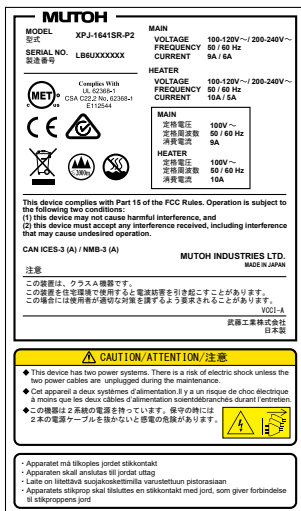 MUTOH
MODEL XPJ-1641SR-P2
型式
SERIAL NO. LB6UXXXXXX
製造番号
MAIN
VOLTAGE 100-120V～/ 200-240V～
FREQUENCY 50 / 60 Hz
CURRENT 9A / 6A
HEATER
VOLTAGE 100-120V～/ 200-240V～
FREQUENCY 50 / 60 Hz
CURRENT 10A / 5A
MET
C US
Complies With
UL 62368-1
CSA C22.2 No. 62368-1
E112544
MAIN
定格電圧 100V～
定格周波数 50 / 60 Hz
消費電流 9A
HEATER
定格電圧 100V～
定格周波数 50 / 60 Hz
消費電流 10A
≤2000m
This device complies with Part 15 of the FCC Rules. Operation is subject to
the following two conditions:
(1) this device may not cause harmful interference, and
(2) this device must accept any interference received, including interference
that may cause undesired operation.
CAN ICES-3 (A) / NMB-3 (A)
MUTOH INDUSTRIES LTD.
MADE IN JAPAN
注意
この装置は、クラスA機器です。
この装置を住宅環境で使用すると電波妨害を引き起こすことがあります。
この場合には使用者が適切な対策を講ずるよう要求されることがあります。
VCCI-A
武藤工業株式会社
日本製
CAUTION/ATTENTION/注意
◆ This device has two power systems. There is a risk of electric shock unless the
two power cables are unplugged during the maintenance.
◆ Cet appareil a deux systèmes d'alimentation.Il y a un risque de choc électrique
à moins que les deux câbles d'alimentation soientdébranchés durant l'entretien.
◆この機器は２系統の電源を持っています。保守の時には
２本の電源ケーブルを抜かないと感電の危険があります。
・Apparatet må tilkoples jordet stikkontakt
・Apparaten skall anslutas till jordat uttag
・Laite on liitettävä suojakoskettimilla varustettuun pistorasiaan
・Apparatets stikprop skal tilsluttes en stikkontakt med jord, som giver forbindelse
til stikproppens jord